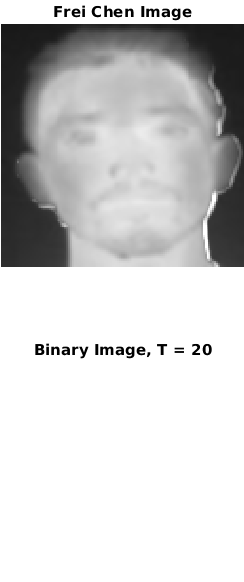 Frei Chen Image
Binary Image, T = 20